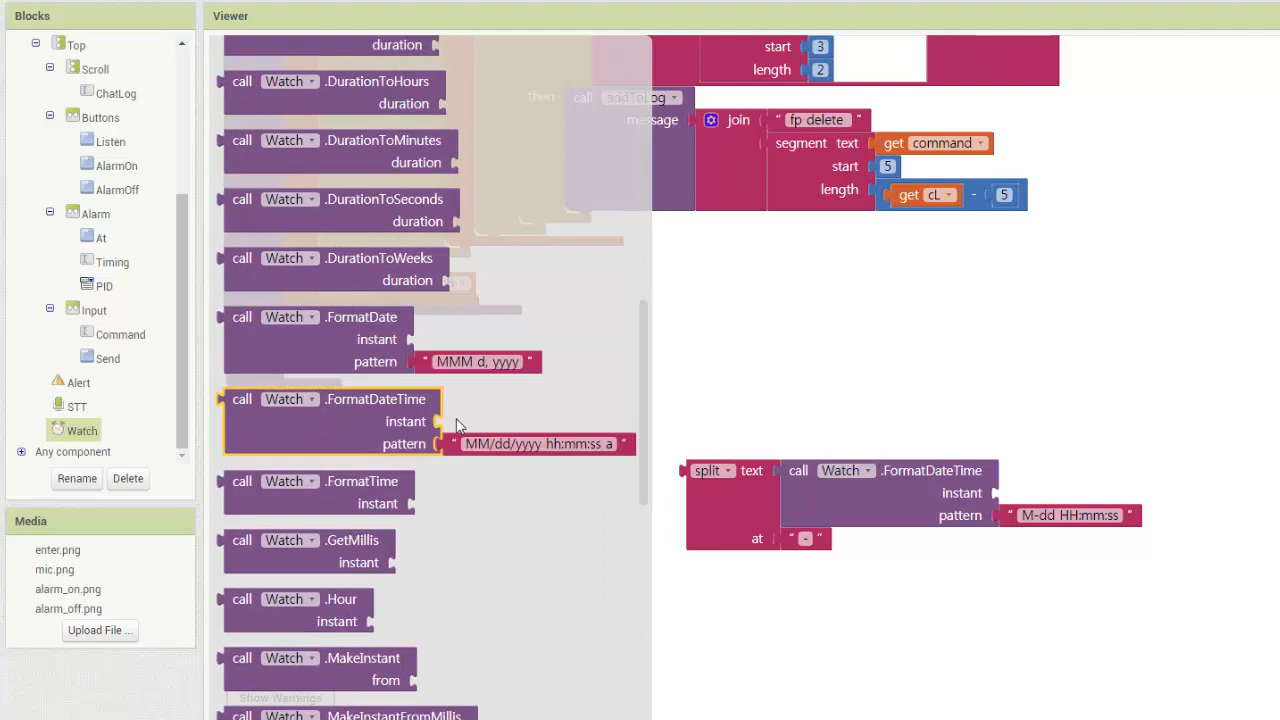 Blocks
Top
Scroll
ChatLog
Buttons
Listen
AlarmOn
AlarmOff
Alarm
At
Timing
PID
Input
Command
Send
Alert
STT
Watch
Any component
Rename Delete
Media
enter.png
mic.png
alarm_on.png
alarm_off.png
Upload File ...
Viewer
duration
call Watch .DurationToHours
duration
call Watch .DurationToMinutes
duration
call Watch .DurationToSeconds
duration
call Watch .DurationToWeeks
duration
call Watch .FormatDate
instant
pattern " MMM d, yyyy "
call Watch .FormatDateTime
instant
pattern " MM/dd/yyyy hh:mm:ss a "
call Watch .FormatTime
instant
call Watch .GetMillis
instant
call Watch .Hour
instant
call Watch .MakeInstant
from
Show Warnings
call Watch .MakeInstantFromMillis
start 3
length 2
then call addToLog
message join " fp delete "
segment text get command
start 5
length get cL - 5
split text call Watch .FormatDateTime
instant
pattern " M-dd HH:mm:ss "
at " - "